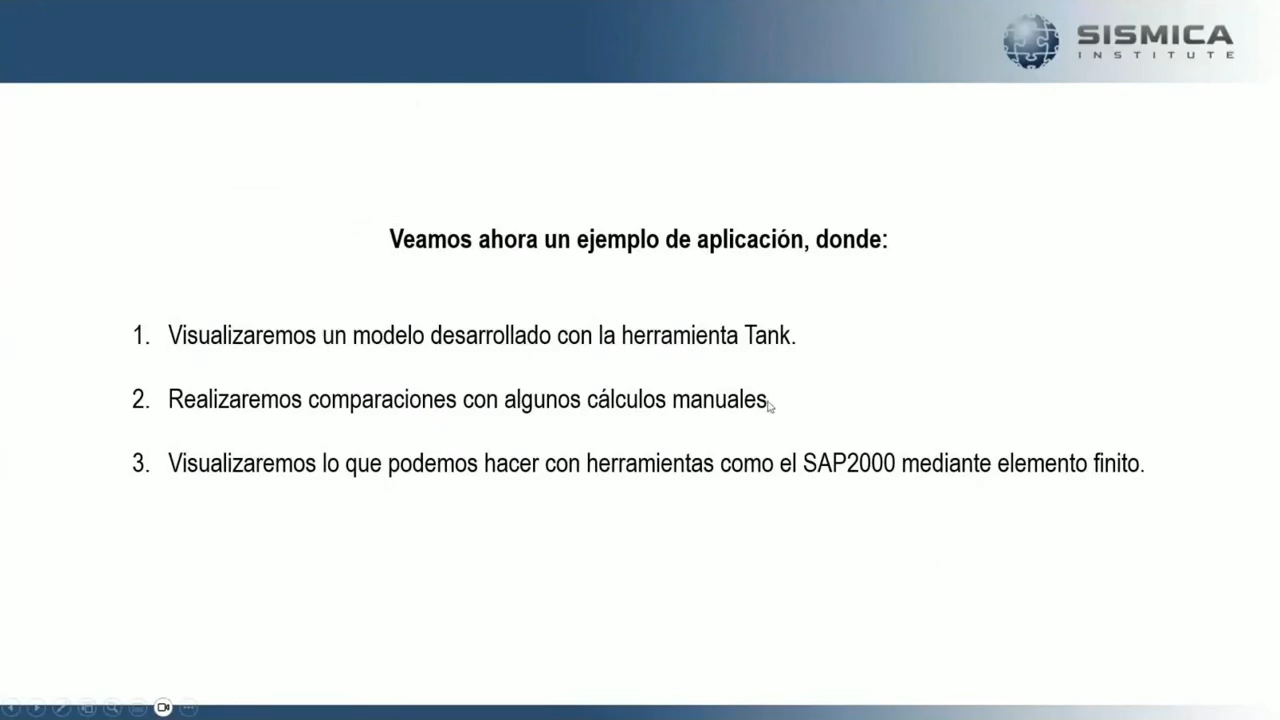 SISMICA
INSTITUTE
Veamos ahora un ejemplo de aplicación, donde:
1. Visualizaremos un modelo desarrollado con la herramienta Tank.
2. Realizaremos comparaciones con algunos cálculos manuales.
3. Visualizaremos lo que podemos hacer con herramientas como el SAP2000 mediante elemento finito.